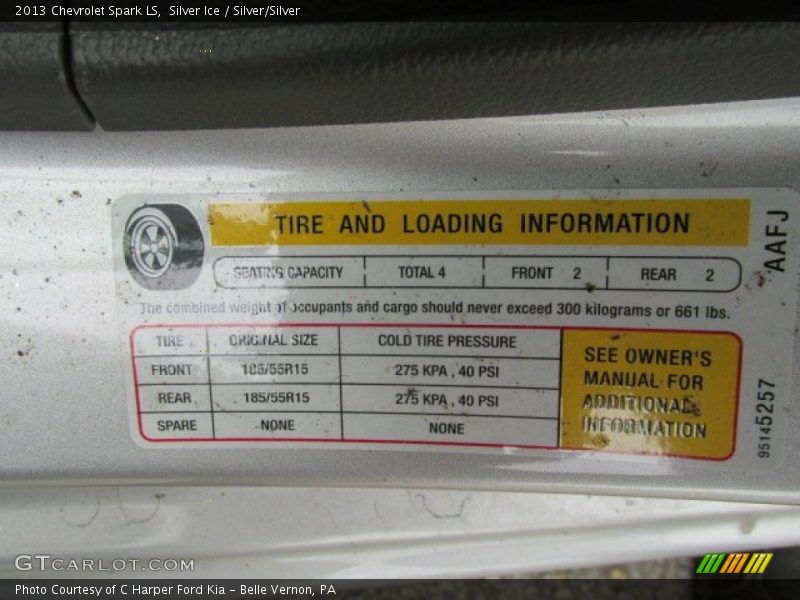 2013 Chevrolet Spark LS, Silver Ice / Silver/Silver
TIRE AND LOADING INFORMATION
SEATING CAPACITY TOTAL 4 FRONT 2 REAR 2
The combined weight of occupants and cargo should never exceed 300 kilograms or 661 lbs.
TIRE ORIGINAL SIZE COLD TIRE PRESSURE
FRONT 185/55R15 275 KPA , 40 PSI
REAR 185/55R15 275 KPA , 40 PSI
SPARE NONE NONE
SEE OWNER'S
MANUAL FOR
ADDITIONAL
INFORMATION
AAFJ
95145257
GTCARLOT.COM
Photo Courtesy of C Harper Ford Kia – Belle Vernon, PA